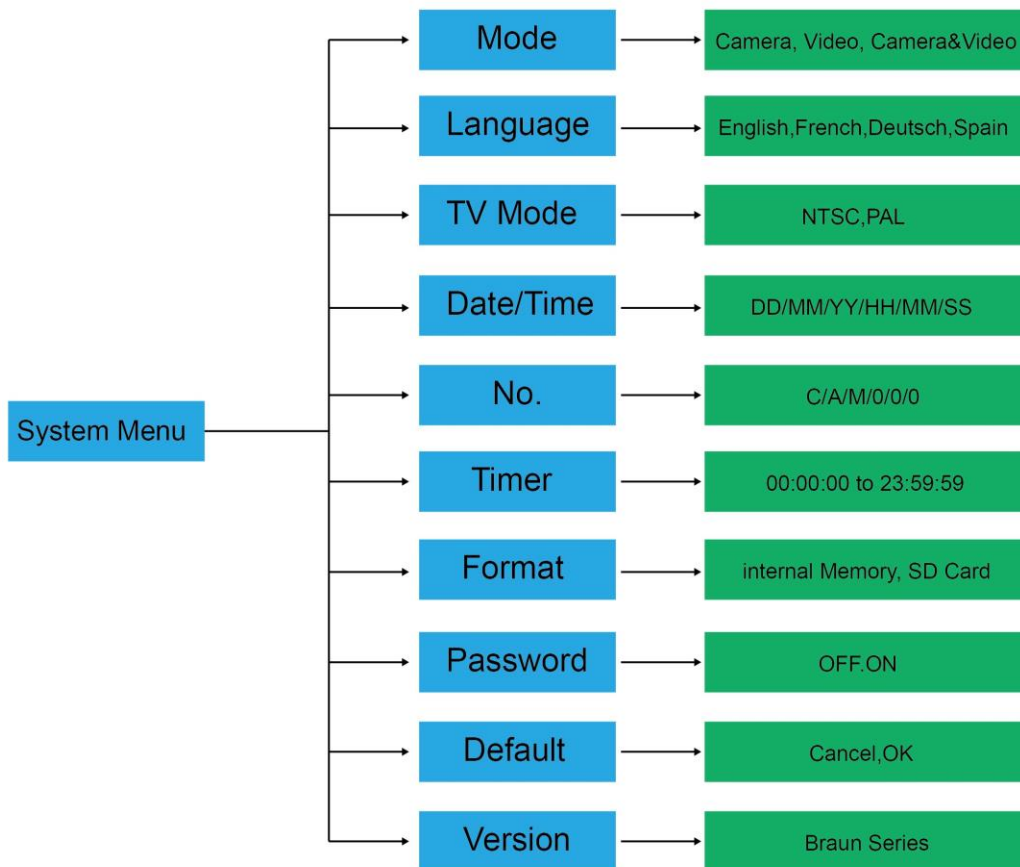 Mode
Camera, Video, Camera&Video
Language
English,French,Deutsch,Spain
TV Mode
NTSC,PAL
Date/Time
DD/MM/YY/HH/MM/SS
No.
C/A/M/0/0/0
System Menu
Timer
00:00:00 to 23:59:59
Format
internal Memory, SD Card
Password
OFF.ON
Default
Cancel,OK
Version
Braun Series